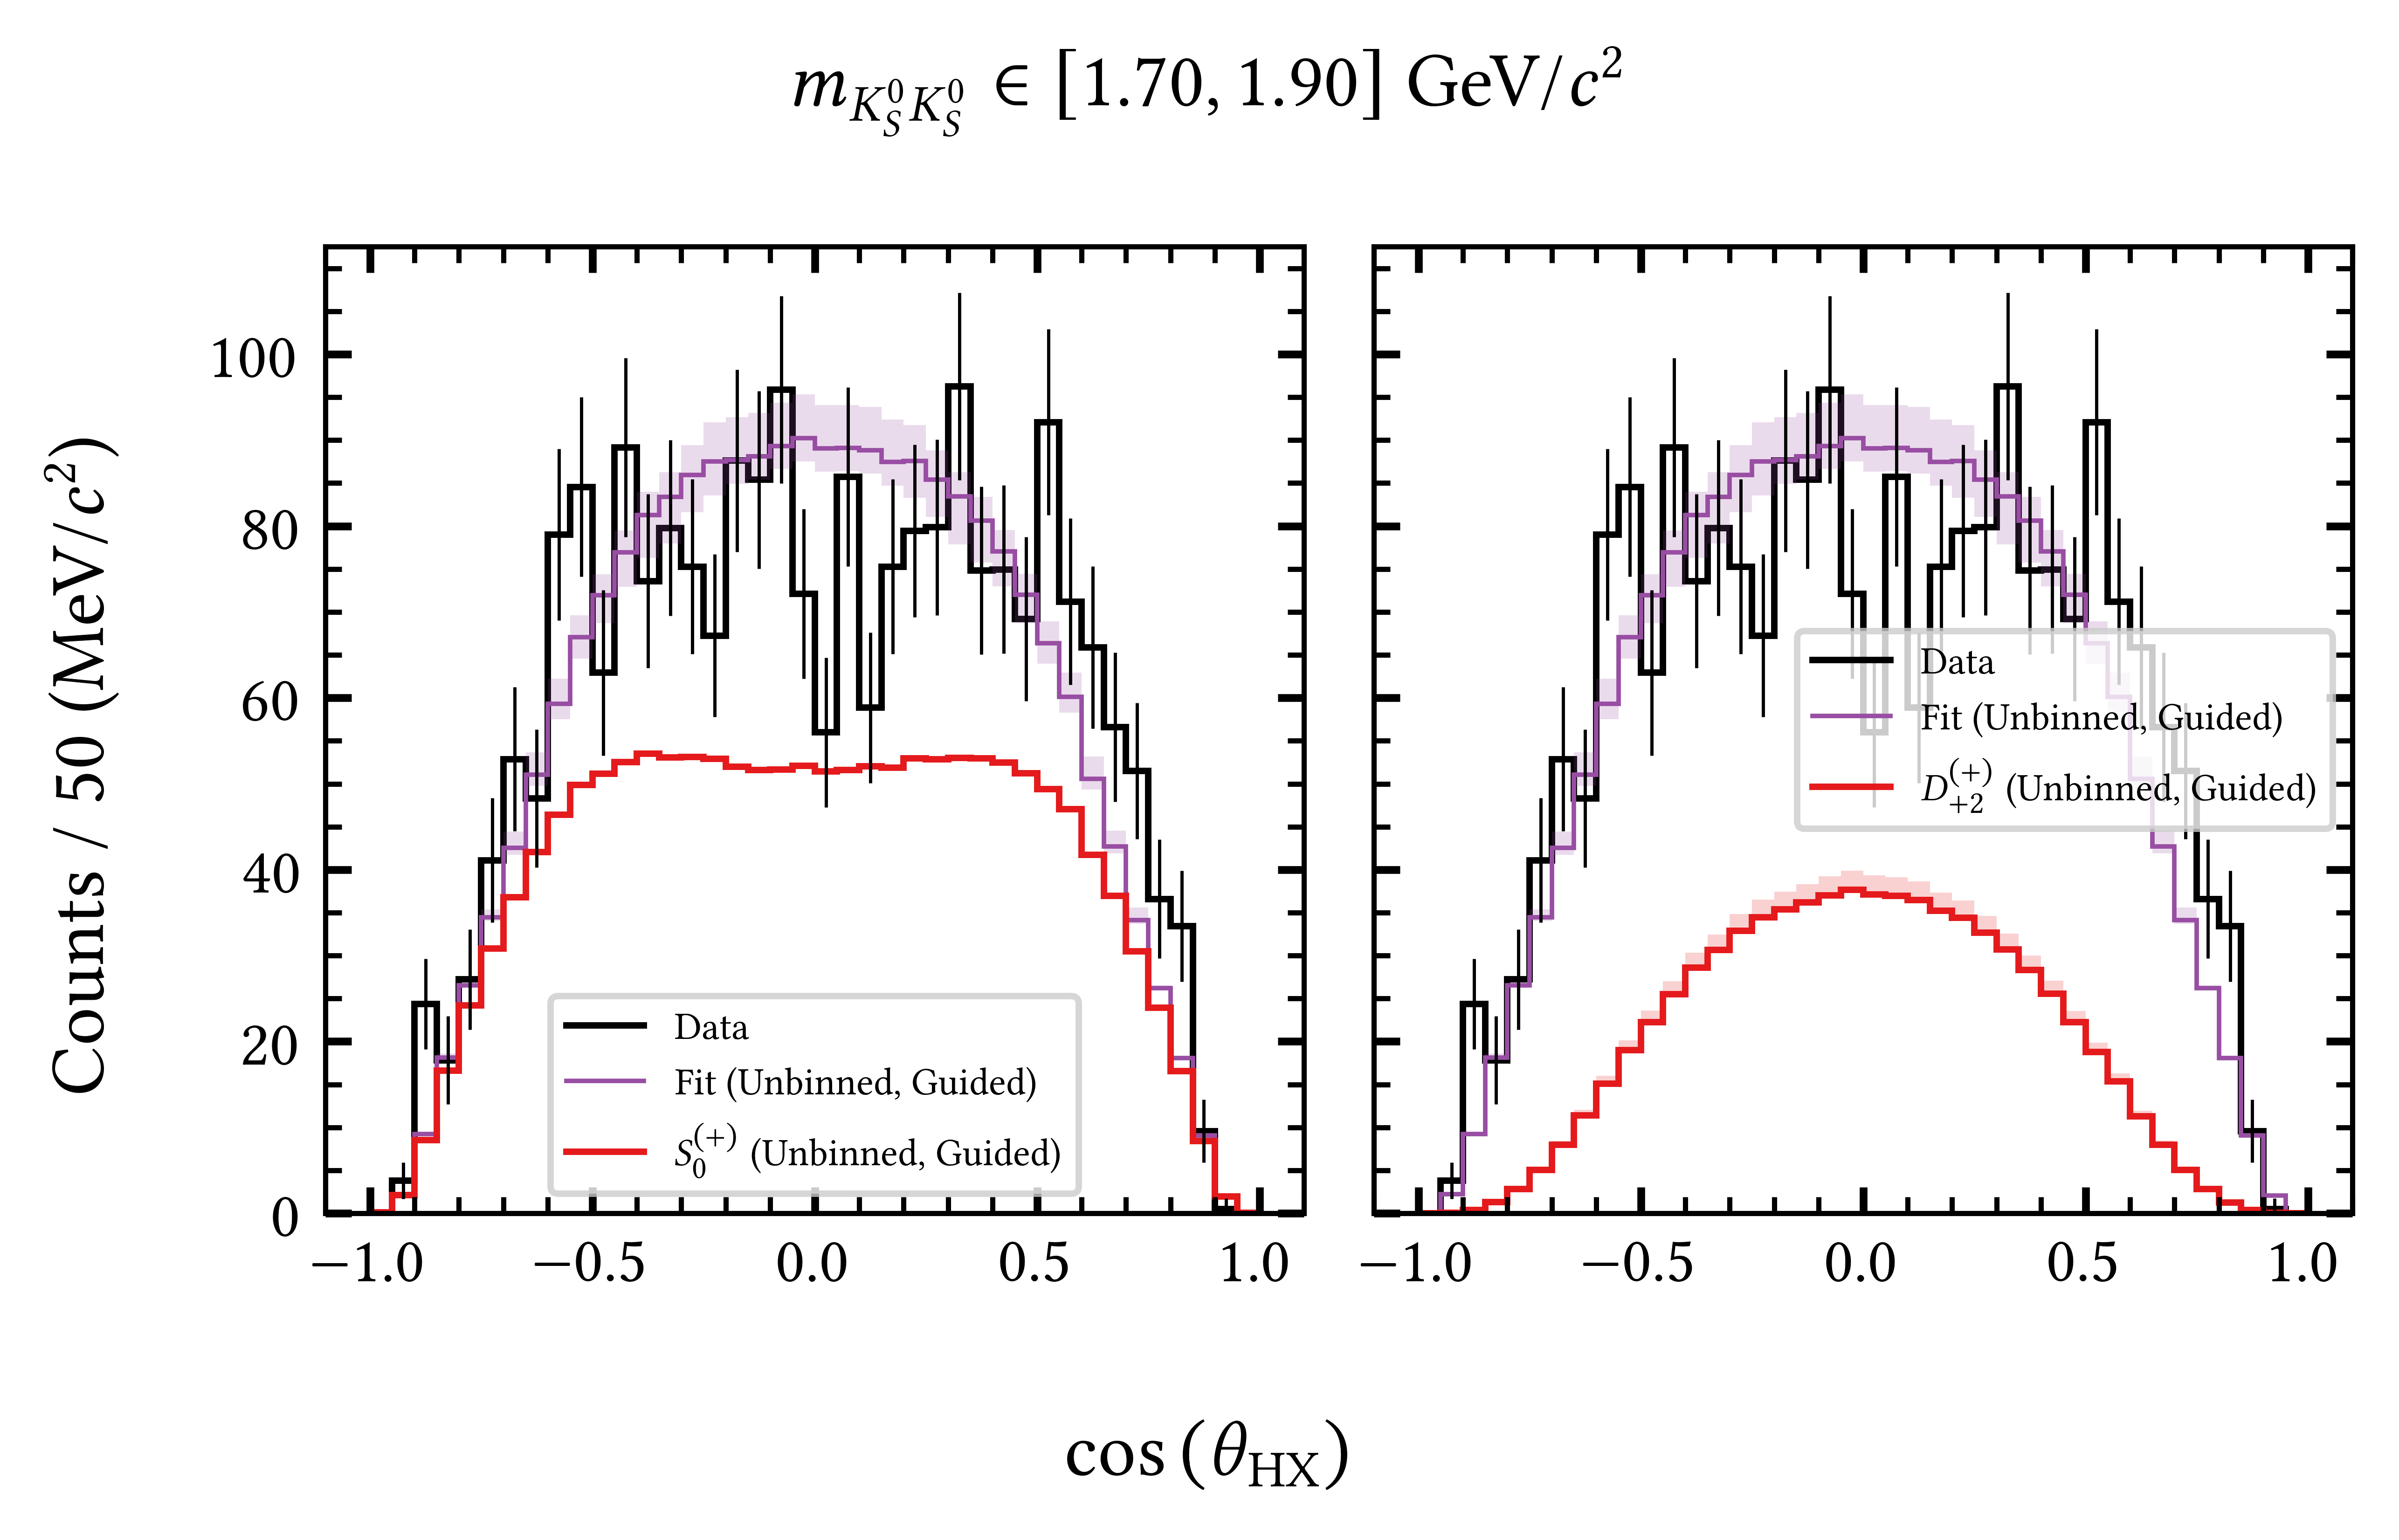 m_{K_S^0 K_S^0} ∈ [1.70, 1.90] GeV/c²
Counts / 50 (MeV/c²)
100
80
60
40
20
0
Data
Fit (Unbinned, Guided)
S_0^{(+)} (Unbinned, Guided)
−1.0 −0.5 0.0 0.5 1.0
Data
Fit (Unbinned, Guided)
D_{+2}^{(+)} (Unbinned, Guided)
−1.0 −0.5 0.0 0.5 1.0
cos (θ_{HX})